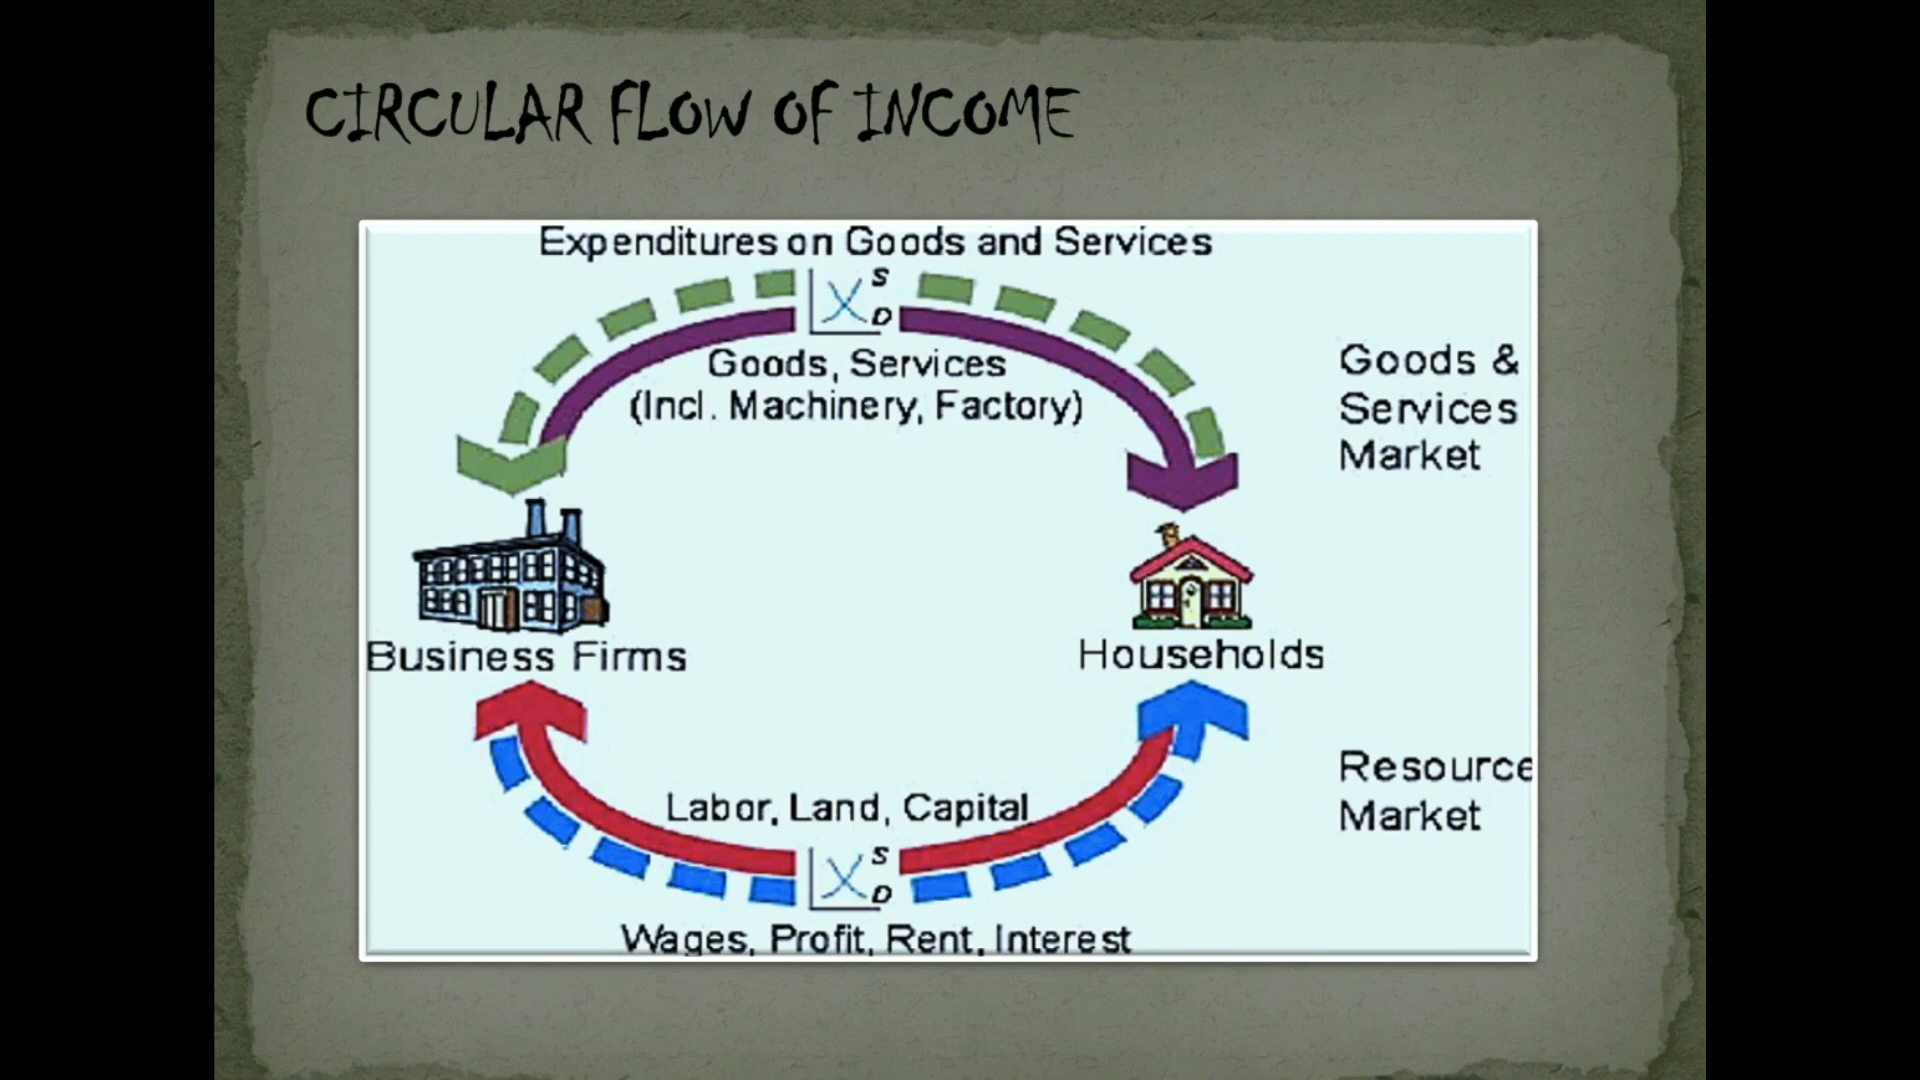 CIRCULAR FLOW OF INCOME
Expenditures on Goods and Services
S
D
Goods, Services
(Incl. Machinery, Factory)
Goods &
Services
Market
Business Firms
Households
Labor, Land, Capital
Resource
Market
S
D
Wages, Profit, Rent, Interest